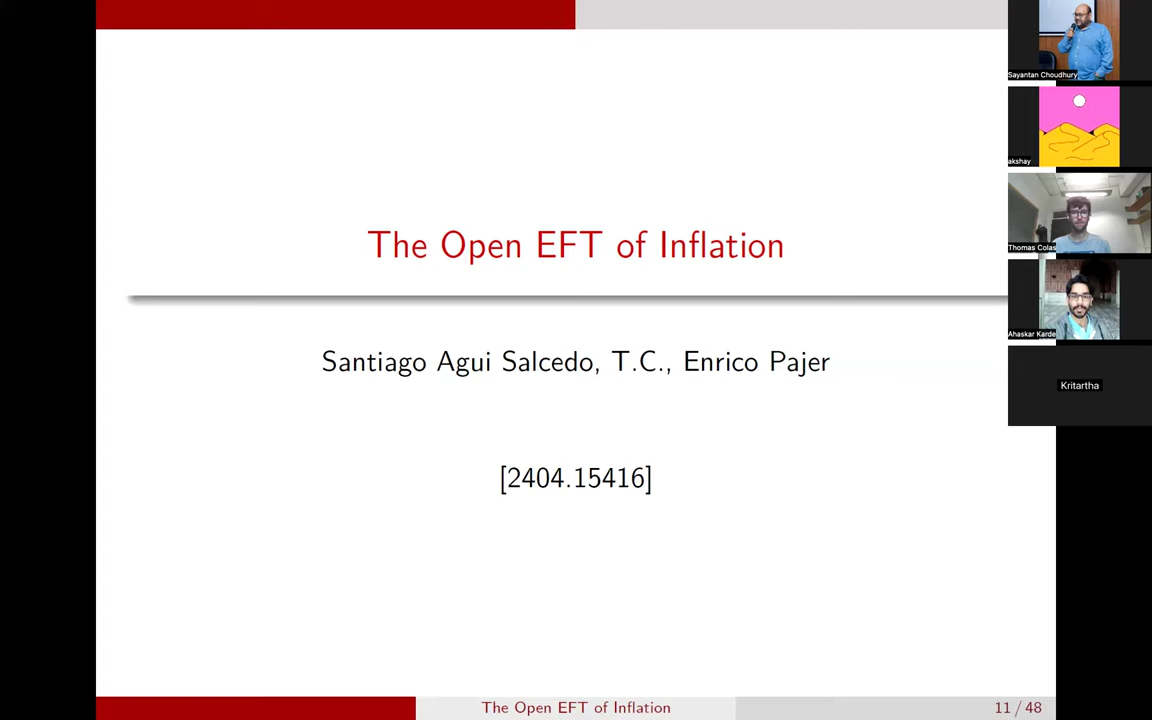 The Open EFT of Inflation
Santiago Agui Salcedo, T.C., Enrico Pajer
[2404.15416]
The Open EFT of Inflation
11 / 48
Sayantan Choudhury
akshay
Thomas Colas
Ahaskar Karde
Kritartha